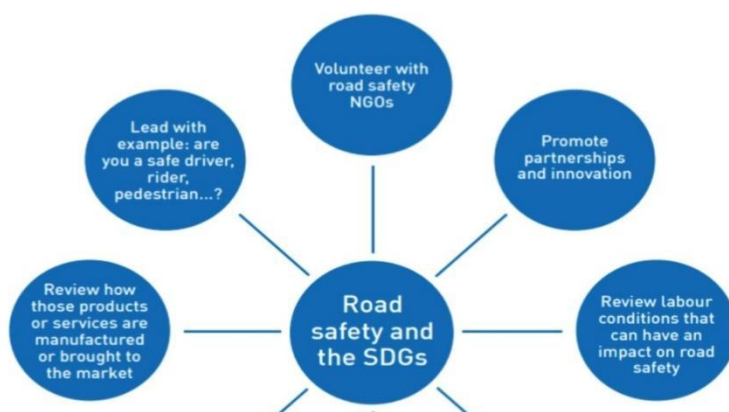 Volunteer with
road safety
NGOs
Lead with
example: are
you a safe driver,
rider,
pedestrian...?
Promote
partnerships
and innovation
Review how
those products
or services are
manufactured
or brought to
the market
Road
safety and
the SDGs
Review labour
conditions that
can have an
impact on road
safety